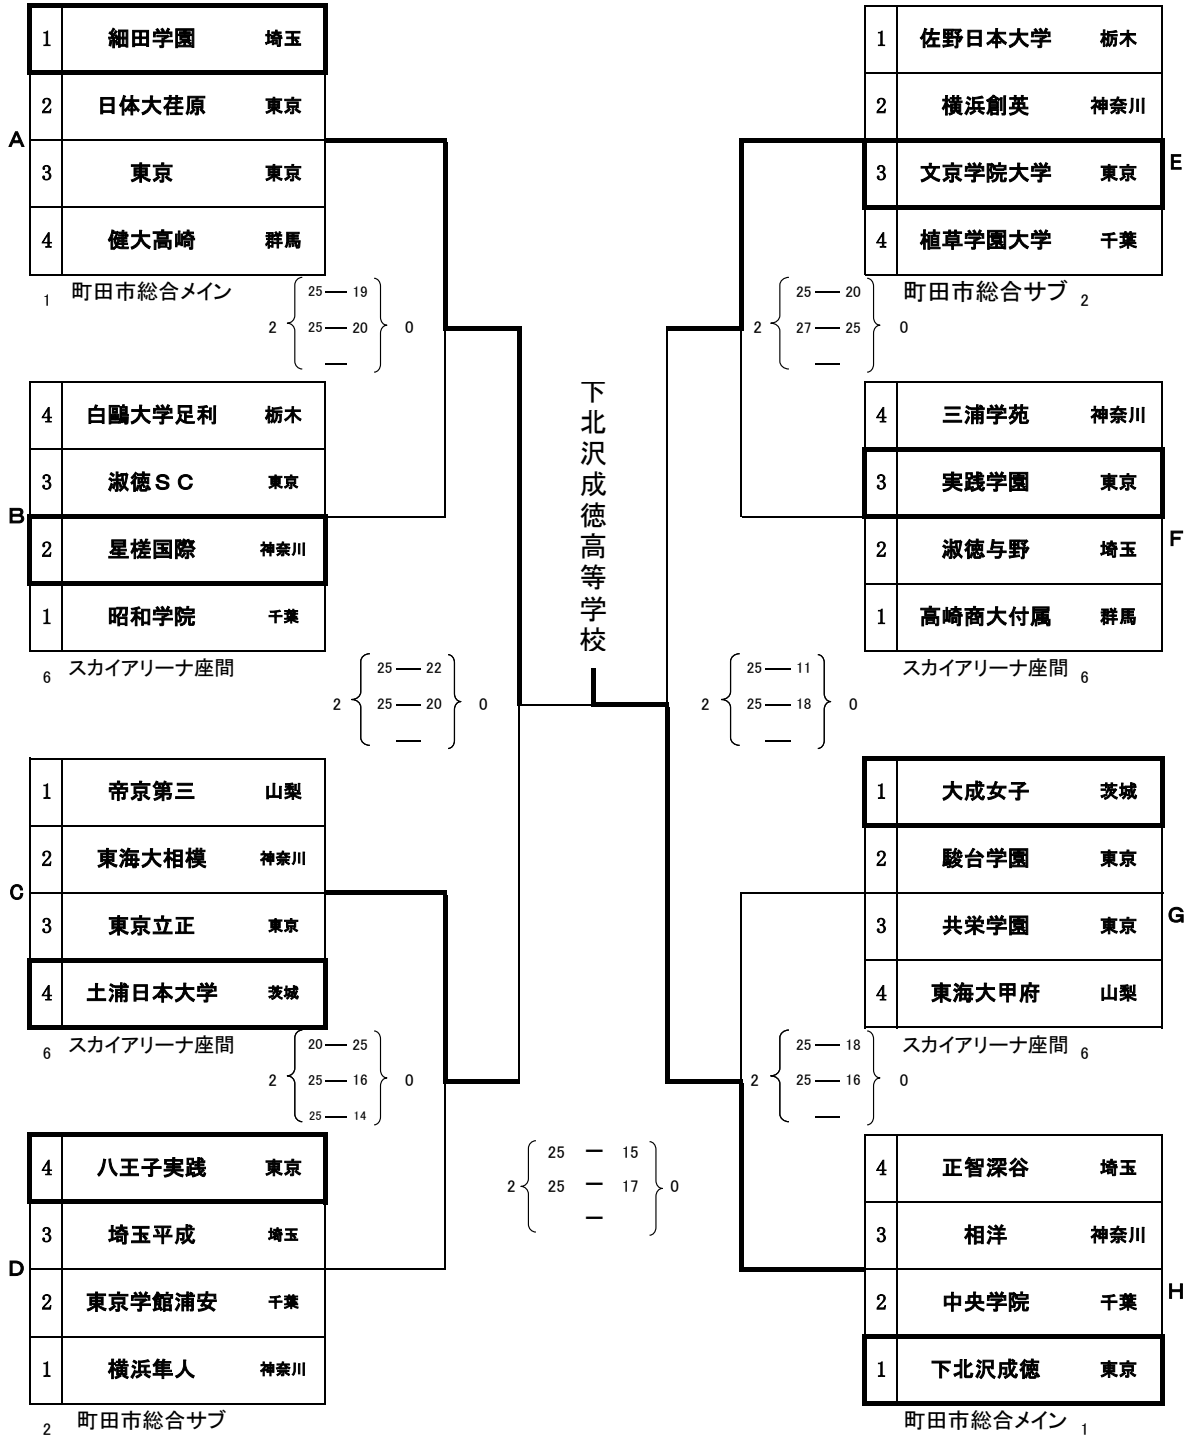 A
1 細田学園 埼玉
2 日体大荏原 東京
3 東京 東京
4 健大高崎 群馬
1 町田市総合メイン
25 — 19
2 25 — 20 0
—
B
4 白鷗大学足利 栃木
3 淑徳ＳＣ 東京
2 星槎国際 神奈川
1 昭和学院 千葉
6 スカイアリーナ座間
25 — 22
2 25 — 20 0
—
C
1 帝京第三 山梨
2 東海大相模 神奈川
3 東京立正 東京
4 土浦日本大学 茨城
6 スカイアリーナ座間
20 — 25
2 25 — 16 0
25 — 14
D
4 八王子実践 東京
3 埼玉平成 埼玉
2 東京学館浦安 千葉
1 横浜隼人 神奈川
2 町田市総合サブ
下北沢成徳高等学校
25 — 15
2 25 — 17 0
—
E
1 佐野日本大学 栃木
2 横浜創英 神奈川
3 文京学院大学 東京
4 植草学園大学 千葉
町田市総合サブ 2
25 — 20
2 27 — 25 0
—
F
4 三浦学苑 神奈川
3 実践学園 東京
2 淑徳与野 埼玉
1 高崎商大付属 群馬
スカイアリーナ座間 6
25 — 11
2 25 — 18 0
—
G
1 大成女子 茨城
2 駿台学園 東京
3 共栄学園 東京
4 東海大甲府 山梨
スカイアリーナ座間 6
25 — 18
2 25 — 16 0
—
H
4 正智深谷 埼玉
3 相洋 神奈川
2 中央学院 千葉
1 下北沢成徳 東京
町田市総合メイン 1